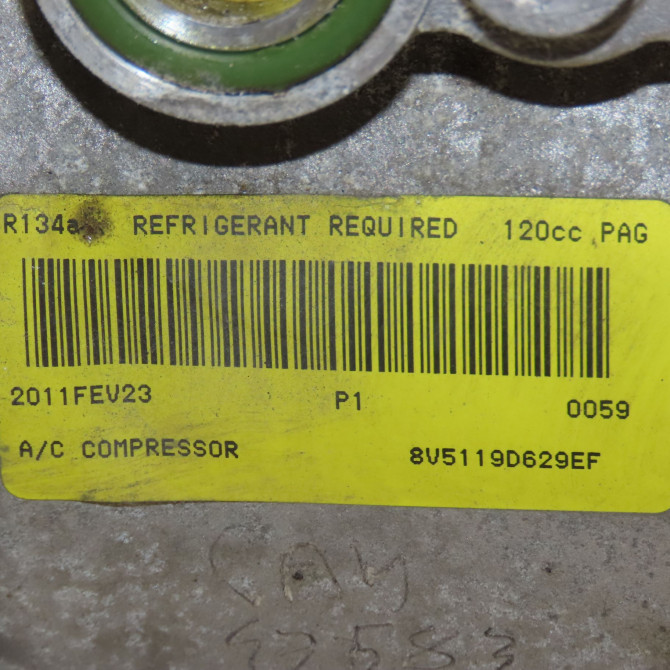 R134a REFRIGERANT REQUIRED 120cc PAG
2011FEV23 P1 0059
A/C COMPRESSOR 8V5119D629EF